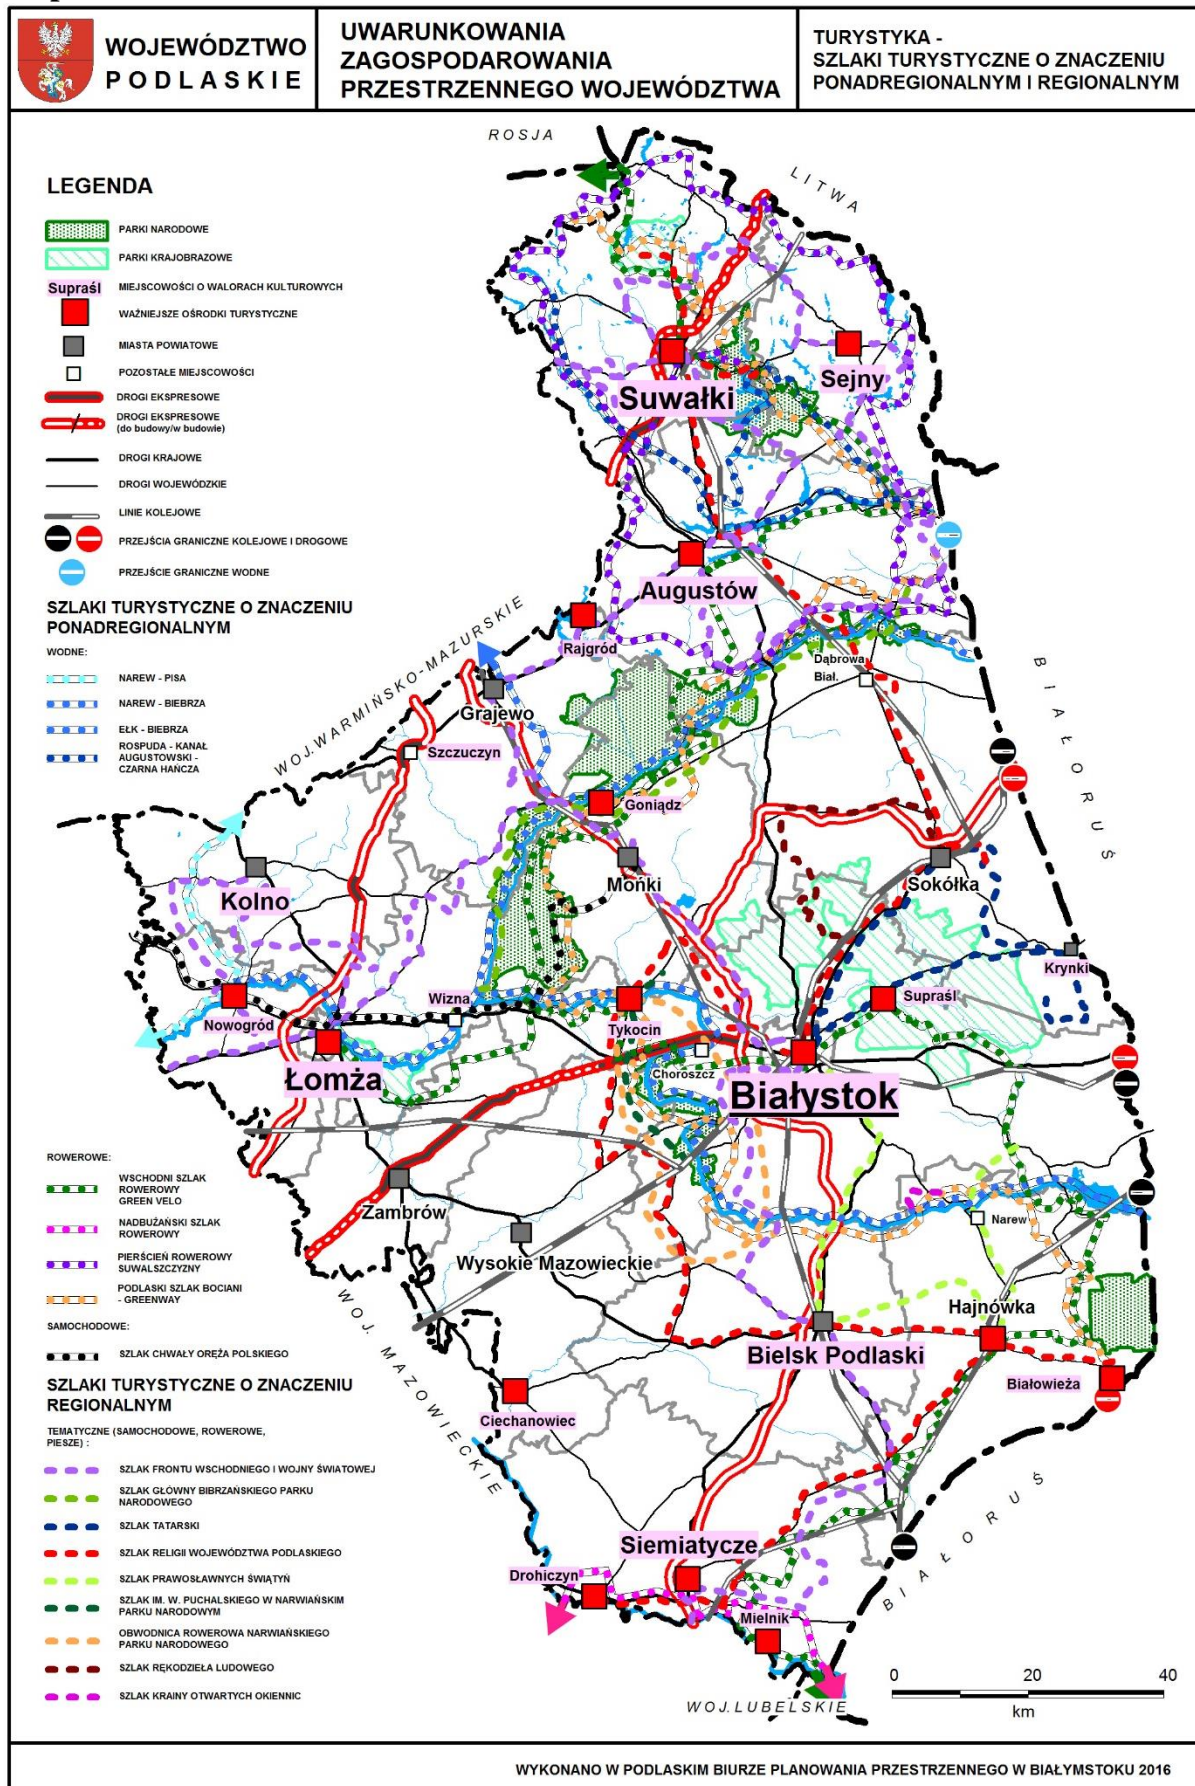 WOJEWÓDZTWO
PODLASKIE
UWARUNKOWANIA
ZAGOSPODAROWANIA
PRZESTRZENNEGO WOJEWÓDZTWA
TURYSTYKA -
SZLAKI TURYSTYCZNE O ZNACZENIU
PONADREGIONALNYM I REGIONALNYM
ROSJA
LITWA
LEGENDA
PARKI NARODOWE
PARKI KRAJOBRAZOWE
Supraśl
MIEJSCOWOŚCI O WALORACH KULTUROWYCH
WAŻNIEJSZE OŚRODKI TURYSTYCZNE
MIASTA POWIATOWE
POZOSTAŁE MIEJSCOWOŚCI
DROGI EKSPRESOWE
DROGI EKSPRESOWE
(do budowy/w budowie)
DROGI KRAJOWE
DROGI WOJEWÓDZKIE
LINIE KOLEJOWE
PRZEJŚCIA GRANICZNE KOLEJOWE I DROGOWE
PRZEJŚCIE GRANICZNE WODNE
SZLAKI TURYSTYCZNE O ZNACZENIU
PONADREGIONALNYM
WODNE:
NAREW - PISA
NAREW - BIEBRZA
EŁK - BIEBRZA
ROSPUDA - KANAŁ
AUGUSTOWSKI -
CZARNA HAŃCZA
Suwałki
Sejny
Augustów
Rajgród
WOJ. WARMIŃSKO-MAZURSKIE
Dąbrowa
Biał.
Grajewo
Szczuczyn
BIAŁORUŚ
Goniądz
Mońki
Sokółka
Kolno
Krynki
Wizna
Supraśl
Nowogród
Tykocin
Choroszcz
Łomża
Białystok
ROWEROWE:
WSCHODNI SZLAK
ROWEROWY
GREEN VELO
NADBUŻAŃSKI SZLAK
ROWEROWY
PIERŚCIEŃ ROWEROWY
SUWALSZCZYZNY
PODLASKI SZLAK BOCIANI
- GREENWAY
SAMOCHODOWE:
SZLAK CHWAŁY ORĘŻA POLSKIEGO
Zambrów
Narew
Wysokie Mazowieckie
Hajnówka
WOJ. MAZOWIECKIE
Bielsk Podlaski
Białowieża
Ciechanowiec
SZLAKI TURYSTYCZNE O ZNACZENIU
REGIONALNYM
TEMATYCZNE (SAMOCHODOWE, ROWEROWE,
PIESZE) :
SZLAK FRONTU WSCHODNIEGO I WOJNY ŚWIATOWEJ
SZLAK GŁÓWNY BIBRZAŃSKIEGO PARKU
NARODOWEGO
SZLAK TATARSKI
SZLAK RELIGII WOJEWÓDZTWA PODLASKIEGO
SZLAK PRAWOSŁAWNYCH ŚWIĄTYŃ
SZLAK IM. W. PUCHALSKIEGO W NARWIAŃSKIM
PARKU NARODOWYM
OBWODNICA ROWEROWA NARWIAŃSKIEGO
PARKU NARODOWEGO
SZLAK RĘKODZIEŁA LUDOWEGO
SZLAK KRAINY OTWARTYCH OKIENNIC
BIAŁORUŚ
Siemiatycze
Drohiczyn
Mielnik
WOJ. LUBELSKIE
0 20 40
km
WYKONANO W PODLASKIM BIURZE PLANOWANIA PRZESTRZENNEGO W BIAŁYMSTOKU 2016